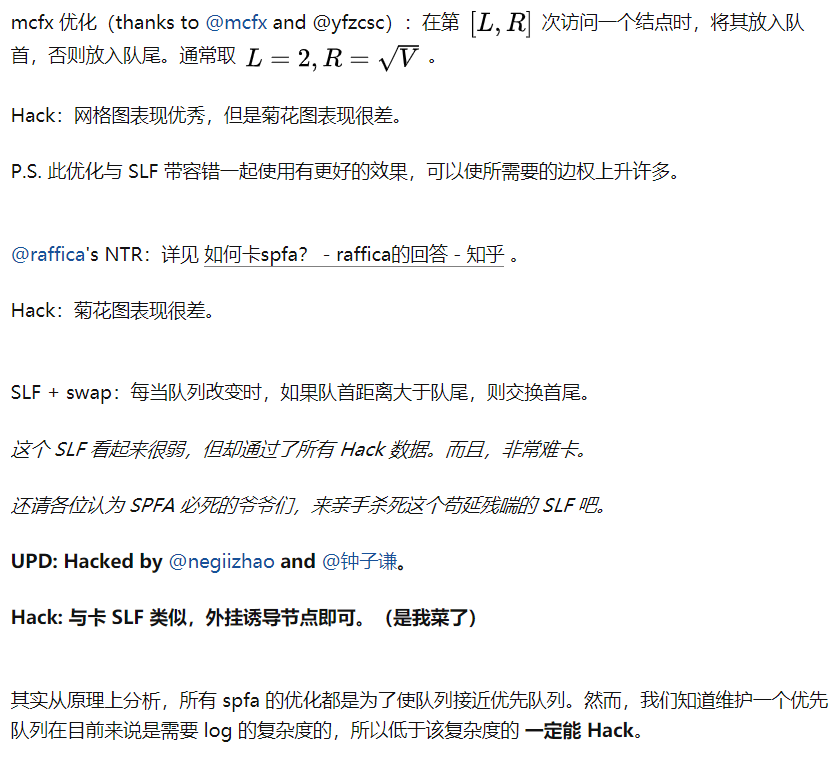 mcfx 优化（thanks to @mcfx and @yfzcsc）：在第 [L, R] 次访问一个结点时，将其放入队
首，否则放入队尾。通常取 L = 2, R = √V 。
Hack：网格图表现优秀，但是菊花图表现很差。
P.S. 此优化与 SLF 带容错一起使用有更好的效果，可以使所需要的边权上升许多。
@raffica's NTR：详见 如何卡spfa？ - raffica的回答 - 知乎 。
Hack：菊花图表现很差。
SLF + swap：每当队列改变时，如果队首距离大于队尾，则交换首尾。
这个 SLF 看起来很弱，但却通过了所有 Hack 数据。而且，非常难卡。
还请各位认为 SPFA 必死的爷爷们，来亲手杀死这个苟延残喘的 SLF 吧。
UPD: Hacked by @negiizhao and @钟子谦。
Hack: 与卡 SLF 类似，外挂诱导节点即可。（是我菜了）
其实从原理上分析，所有 spfa 的优化都是为了使队列接近优先队列。然而，我们知道维护一个优先
队列在目前来说是需要 log 的复杂度的，所以低于该复杂度的 一定能 Hack。